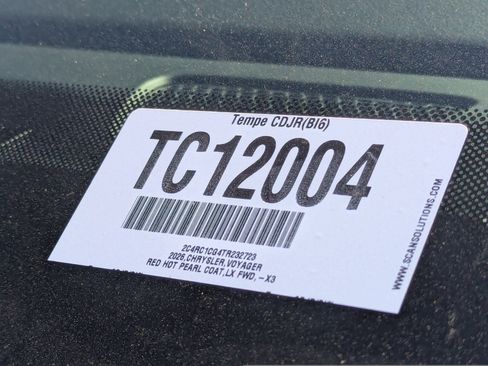 Tempe CDJR(BI6)
TC12004
2C4RC1CG4TR232723
2026,CHRYSLER,VOYAGER
RED HOT PEARL COAT,LX FWD, -X3
WWW.SCANSOLUTIONS.COM